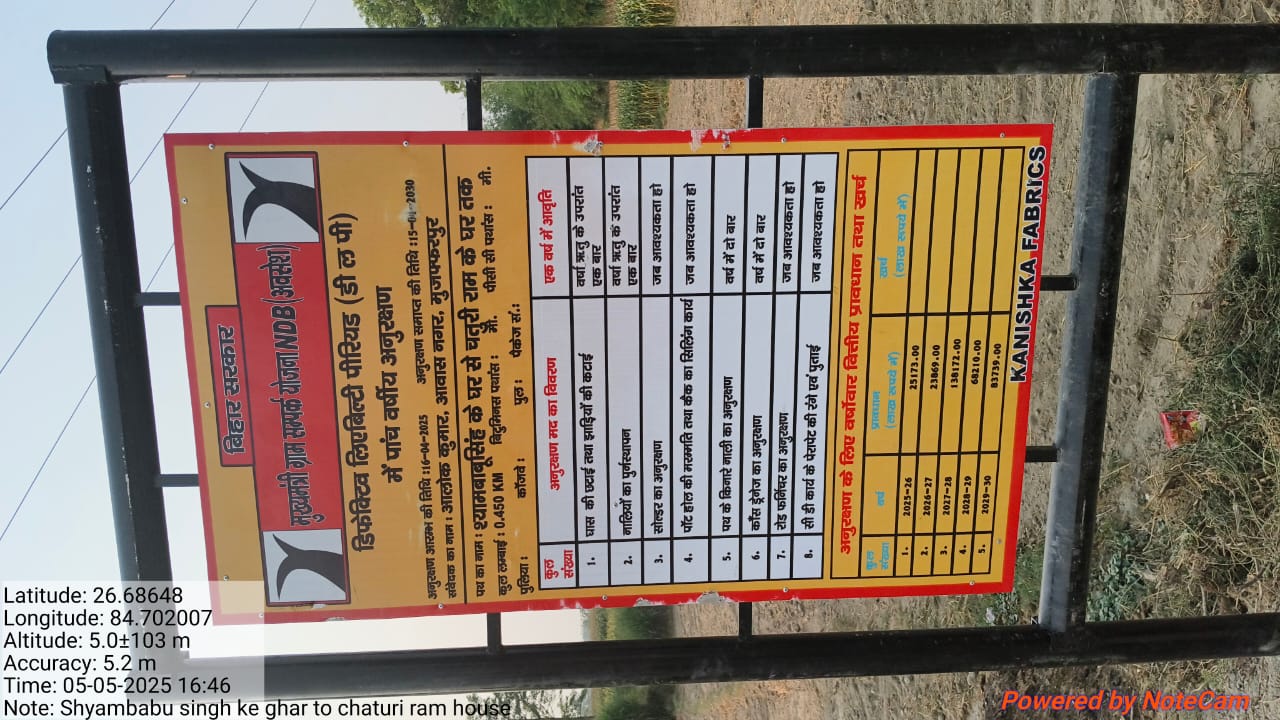 बिहार सरकार
मुख्यमंत्री ग्राम सम्पर्क योजना NDB (अवशेष)
डिफेक्टिव लिएबिल्टी पीरियड (डी ल पी)
में पांच वर्षीय अनुरक्षण
अनुरक्षण आरम्भ की तिथि : 16-04-2025 अनुरक्षण समाप्त की तिथि : 15-04-2030
संवेदक का नाम : आलोक कुमार, आवास नगर, मुजफ्फरपुर
पथ का नाम : श्यामबाबूसिंह के घर से चतुरी राम के घर तक
कुल लंबाई : 0.450 KM बिटुमिनस पर्थास : मी. पीसी सी पर्थास : मी.
पुलिया : कॉजवे : पुल : पैकेज सं.:
कुल संख्या अनुरक्षण मद का विवरण एक वर्ष में आवृति
1. घास की छटाई तथा झाड़ियों की कटाई वर्षा ऋतु के उपरांत एक बार
2. नालियों का पुर्नस्थापन वर्षा ऋतु के उपरांत एक बार
3. सोल्डर का अनुरक्षण जब आवश्यकता हो
4. पॉट होल की मरम्मति तथा कैक का सिलिंग कार्य जब आवश्यकता हो
5. पथ के किनारे नाली का अनुरक्षण वर्ष में दो बार
6. कॉस ड्रेनेज का अनुरक्षण वर्ष में दो बार
7. रोड फर्निचर का अनुरक्षण जब आवश्यकता हो
8. सी डी कार्य के पेरापेट की रंगे एवं पुताई जब आवश्यकता हो
अनुरक्षण के लिए वर्षोवार वित्तीय प्रावधान तथा खर्च
कुल संख्या वर्ष प्रावधान (लाख रूपये में) खर्च (लाख रूपये में)
1. 2025-26 25173.00
2. 2026-27 23869.00
3. 2027-28 138172.00
4. 2028-29 68210.00
5. 2029-30 83739.00
KANISHKA FABRICS
Latitude: 26.68648
Longitude: 84.702007
Altitude: 5.0±103 m
Accuracy: 5.2 m
Time: 05-05-2025 16:46
Note: Shyambabu singh ke ghar to claruri ram house
Powered by NoteCam